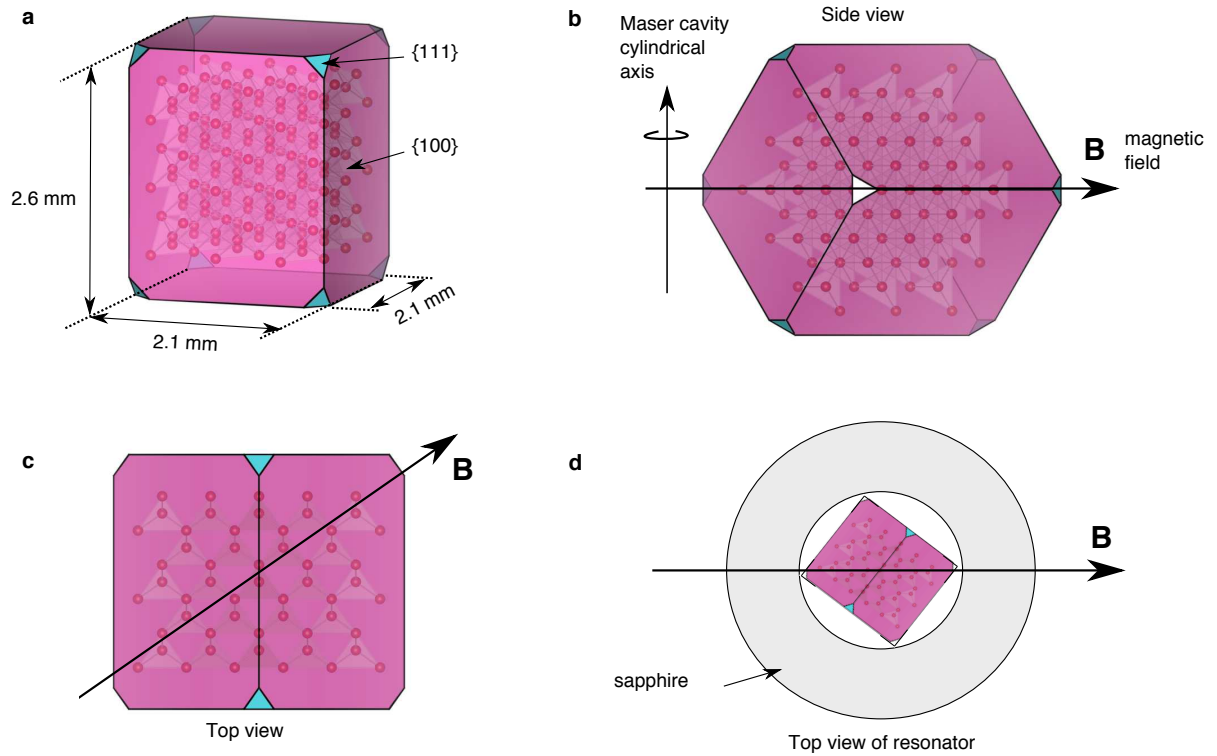 a
{111}
{100}
2.6 mm
2.1 mm
2.1 mm
b
Side view
Maser cavity
cylindrical
axis
B
magnetic
field
c
B
Top view
d
B
sapphire
Top view of resonator